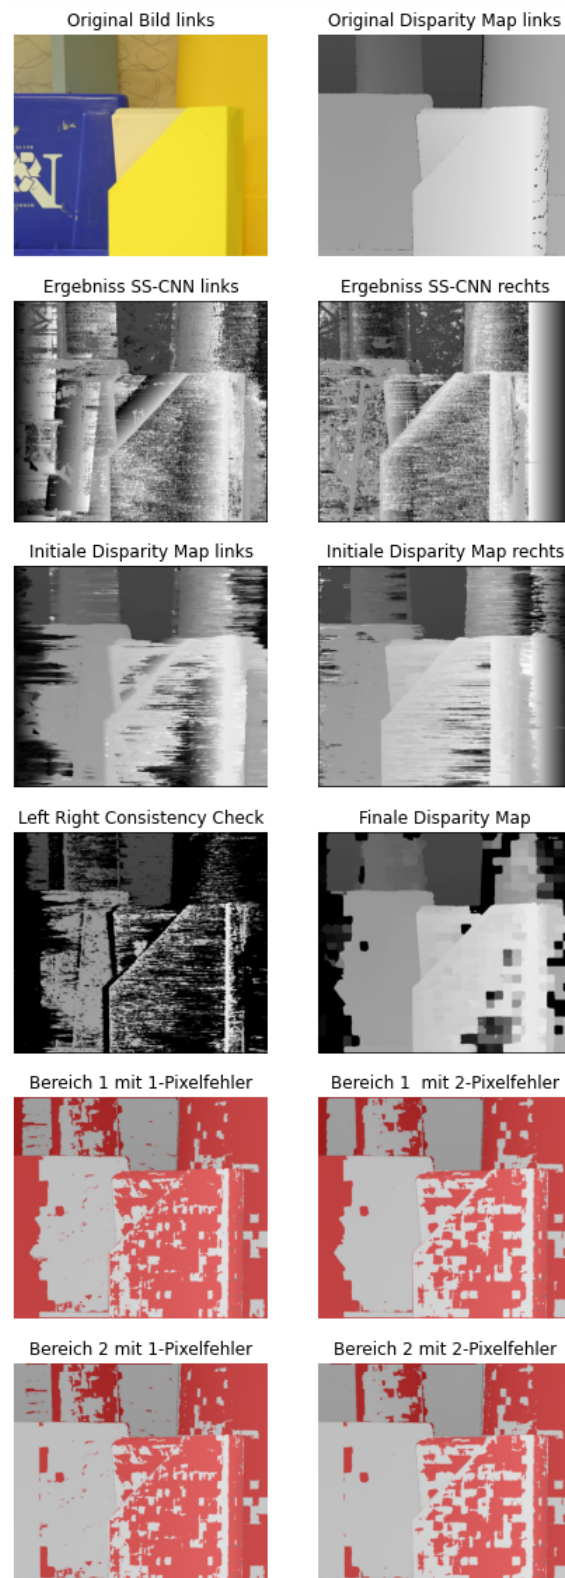 Original Bild links
Original Disparity Map links
Ergebniss SS-CNN links
Ergebniss SS-CNN rechts
Initiale Disparity Map links
Initiale Disparity Map rechts
Left Right Consistency Check
Finale Disparity Map
Bereich 1 mit 1-Pixelfehler
Bereich 1  mit 2-Pixelfehler
Bereich 2 mit 1-Pixelfehler
Bereich 2 mit 2-Pixelfehler